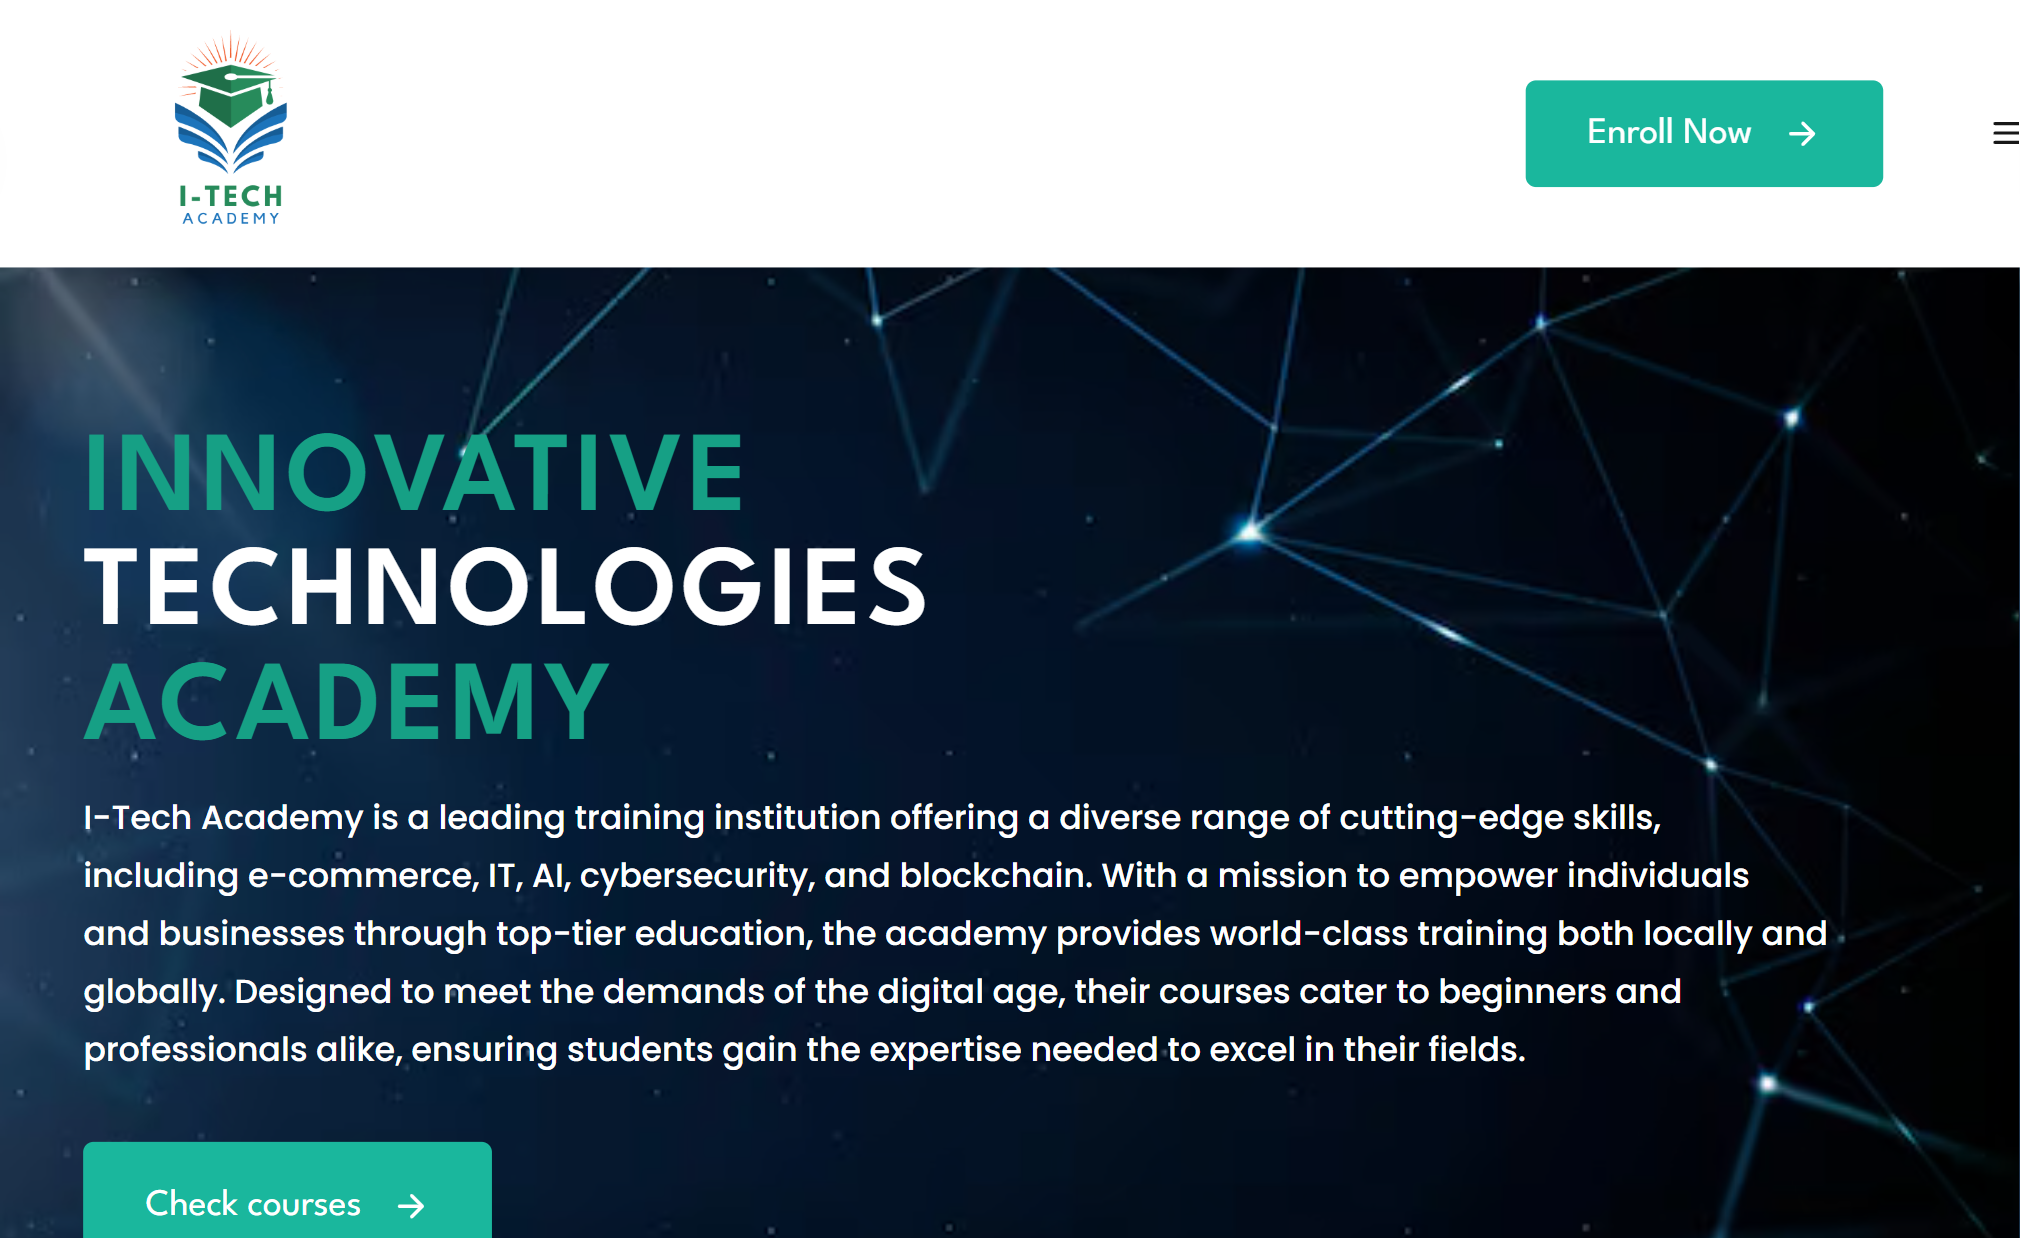 I-TECH
ACADEMY
Enroll Now
INNOVATIVE
TECHNOLOGIES
ACADEMY
I-Tech Academy is a leading training institution offering a diverse range of cutting-edge skills,
including e-commerce, IT, AI, cybersecurity, and blockchain. With a mission to empower individuals
and businesses through top-tier education, the academy provides world-class training both locally and
globally. Designed to meet the demands of the digital age, their courses cater to beginners and
professionals alike, ensuring students gain the expertise needed to excel in their fields.
Check courses